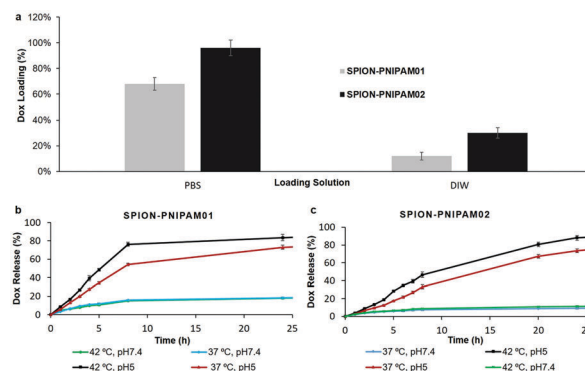 a
120%
100%
80%
60%
40%
20%
0%
Dox Loading (%)
SPION-PNIPAM01
SPION-PNIPAM02
PBS
Loading Solution
DIW
b
SPION-PNIPAM01
100
80
60
40
20
0
Dox Release (%)
0
5
10
15
20
25
Time (h)
42 ºC, pH7.4
37 ºC, pH7.4
42 ºC, pH5
37 ºC, pH5
c
SPION-PNIPAM02
100
80
60
40
20
0
Dox Release (%)
0
5
10
15
20
25
Time (h)
37 ºC, pH7.4
42 ºC, pH5
37 ºC, pH5
42 ºC, pH7.4